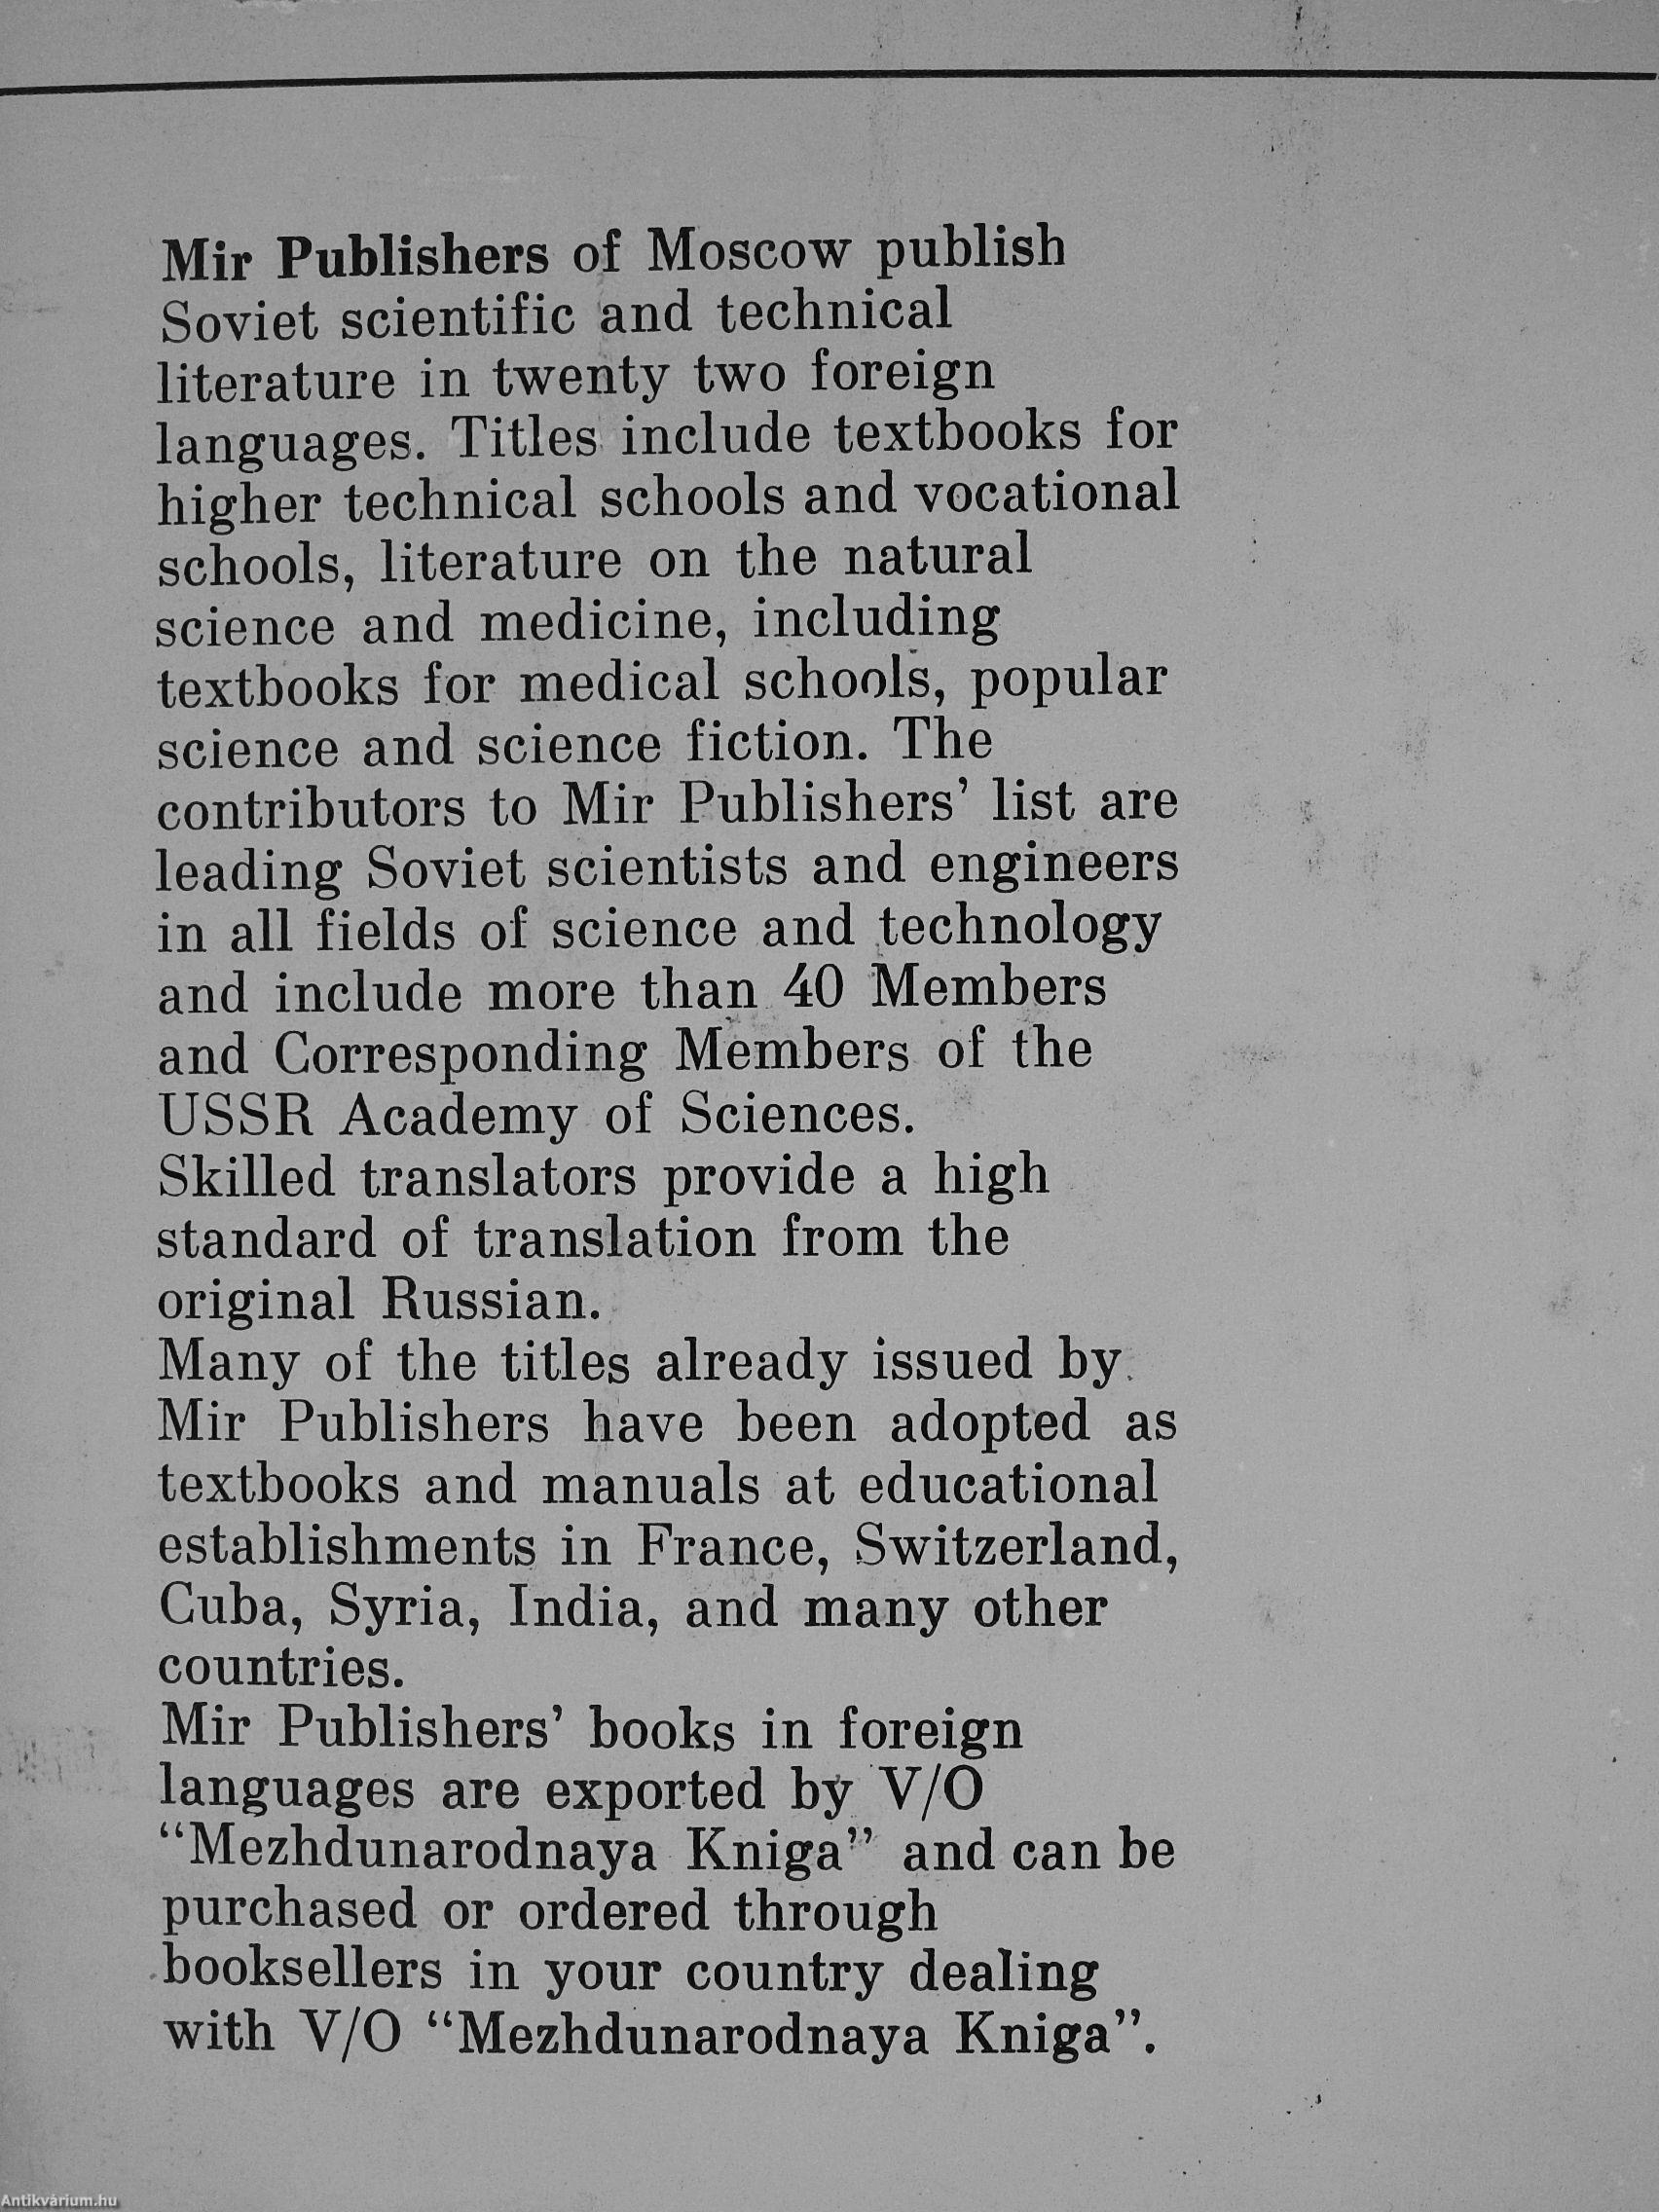 Mir Publishers of Moscow publish
Soviet scientific and technical
literature in twenty two foreign
languages. Titles include textbooks for
higher technical schools and vocational
schools, literature on the natural
science and medicine, including
textbooks for medical schools, popular
science and science fiction. The
contributors to Mir Publishers’ list are
leading Soviet scientists and engineers
in all fields of science and technology
and include more than 40 Members
and Corresponding Members of the
USSR Academy of Sciences.
Skilled translators provide a high
standard of translation from the
original Russian.
Many of the titles already issued by
Mir Publishers have been adopted as
textbooks and manuals at educational
establishments in France, Switzerland,
Cuba, Syria, India, and many other
countries.
Mir Publishers’ books in foreign
languages are exported by V/O
“Mezhdunarodnaya Kniga” and can be
purchased or ordered through
booksellers in your country dealing
with V/O “Mezhdunarodnaya Kniga”.
Antikvárium.hu